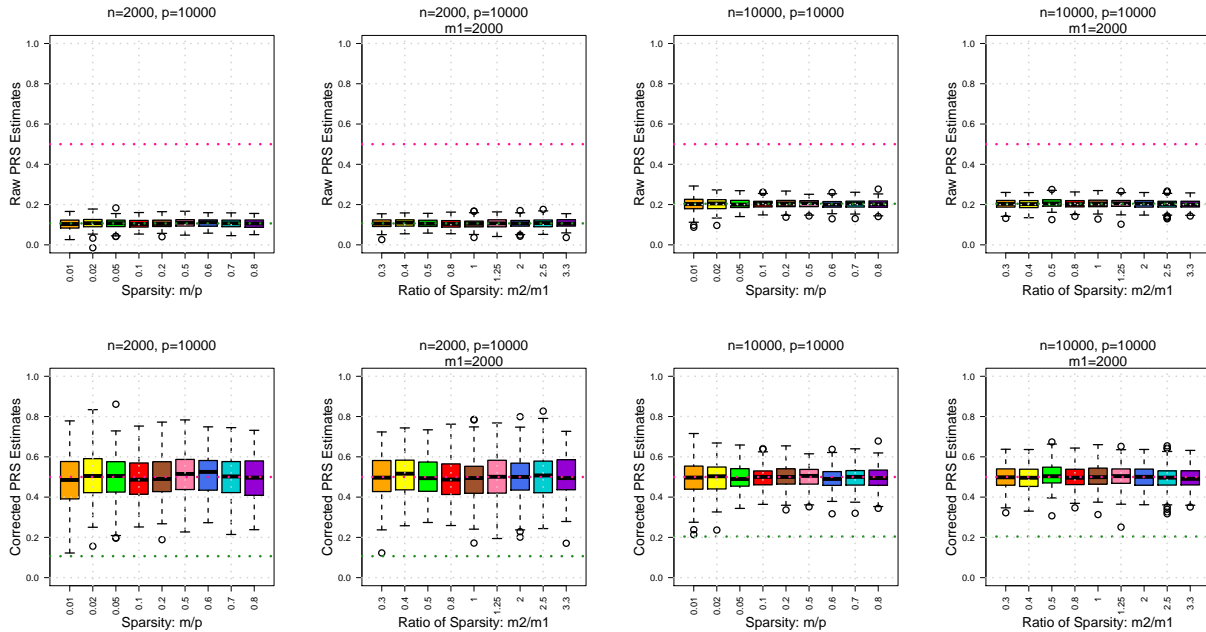 n=2000, p=10000
Raw PRS Estimates
1.0
0.8
0.6
0.4
0.2
0.0
0.01 0.02 0.05 0.1 0.2 0.5 0.6 0.7 0.8
Sparsity: m/p
n=2000, p=10000
m1=2000
Raw PRS Estimates
1.0
0.8
0.6
0.4
0.2
0.0
0.3 0.4 0.5 0.8 1 1.25 2 2.5 3.3
Ratio of Sparsity: m2/m1
n=10000, p=10000
Raw PRS Estimates
1.0
0.8
0.6
0.4
0.2
0.0
0.01 0.02 0.05 0.1 0.2 0.5 0.6 0.7 0.8
Sparsity: m/p
n=10000, p=10000
m1=2000
Raw PRS Estimates
1.0
0.8
0.6
0.4
0.2
0.0
0.3 0.4 0.5 0.8 1 1.25 2 2.5 3.3
Ratio of Sparsity: m2/m1
n=2000, p=10000
Corrected PRS Estimates
1.0
0.8
0.6
0.4
0.2
0.0
0.01 0.02 0.05 0.1 0.2 0.5 0.6 0.7 0.8
Sparsity: m/p
n=2000, p=10000
m1=2000
Corrected PRS Estimates
1.0
0.8
0.6
0.4
0.2
0.0
0.3 0.4 0.5 0.8 1 1.25 2 2.5 3.3
Ratio of Sparsity: m2/m1
n=10000, p=10000
Corrected PRS Estimates
1.0
0.8
0.6
0.4
0.2
0.0
0.01 0.02 0.05 0.1 0.2 0.5 0.6 0.7 0.8
Sparsity: m/p
n=10000, p=10000
m1=2000
Corrected PRS Estimates
1.0
0.8
0.6
0.4
0.2
0.0
0.3 0.4 0.5 0.8 1 1.25 2 2.5 3.3
Ratio of Sparsity: m2/m1